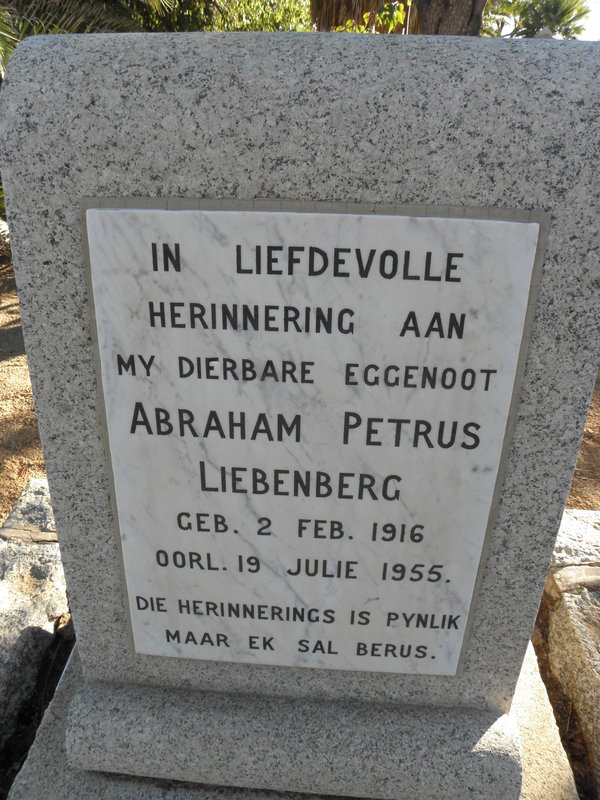 IN LIEFDEVOLLE
HERINNERING AAN
MY DIERBARE EGGENOOT
ABRAHAM PETRUS
LIEBENBERG
GEB. 2 FEB. 1916
OORL. 19 JULIE 1955.
DIE HERINNERINGS IS PYNLIK
MAAR EK SAL BERUS.